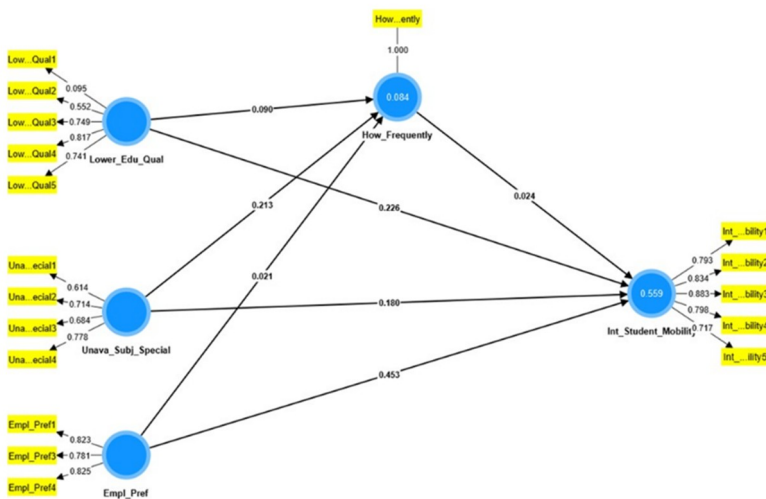 How...ently
1.000
0.084
How_Frequently
Low...Qual1
Low...Qual2
Low...Qual3
Low...Qual4
Low...Qual5
0.095
0.552
0.749
0.817
0.741
Lower_Edu_Qual
0.090
0.226
0.213
0.021
0.024
Una...ecial1
Una...ecial2
Una...ecial3
Una...ecial4
0.614
0.714
0.684
0.778
Unava_Subj_Special
0.180
0.453
0.559
Int_Student_Mobility
0.793
0.834
0.883
0.798
0.717
Int_...bility1
Int_...bility2
Int_...bility3
Int_...bility4
Int_...ility5
Empl_Pref1
Empl_Pref3
Empl_Pref4
0.823
0.781
0.825
Empl_Pref